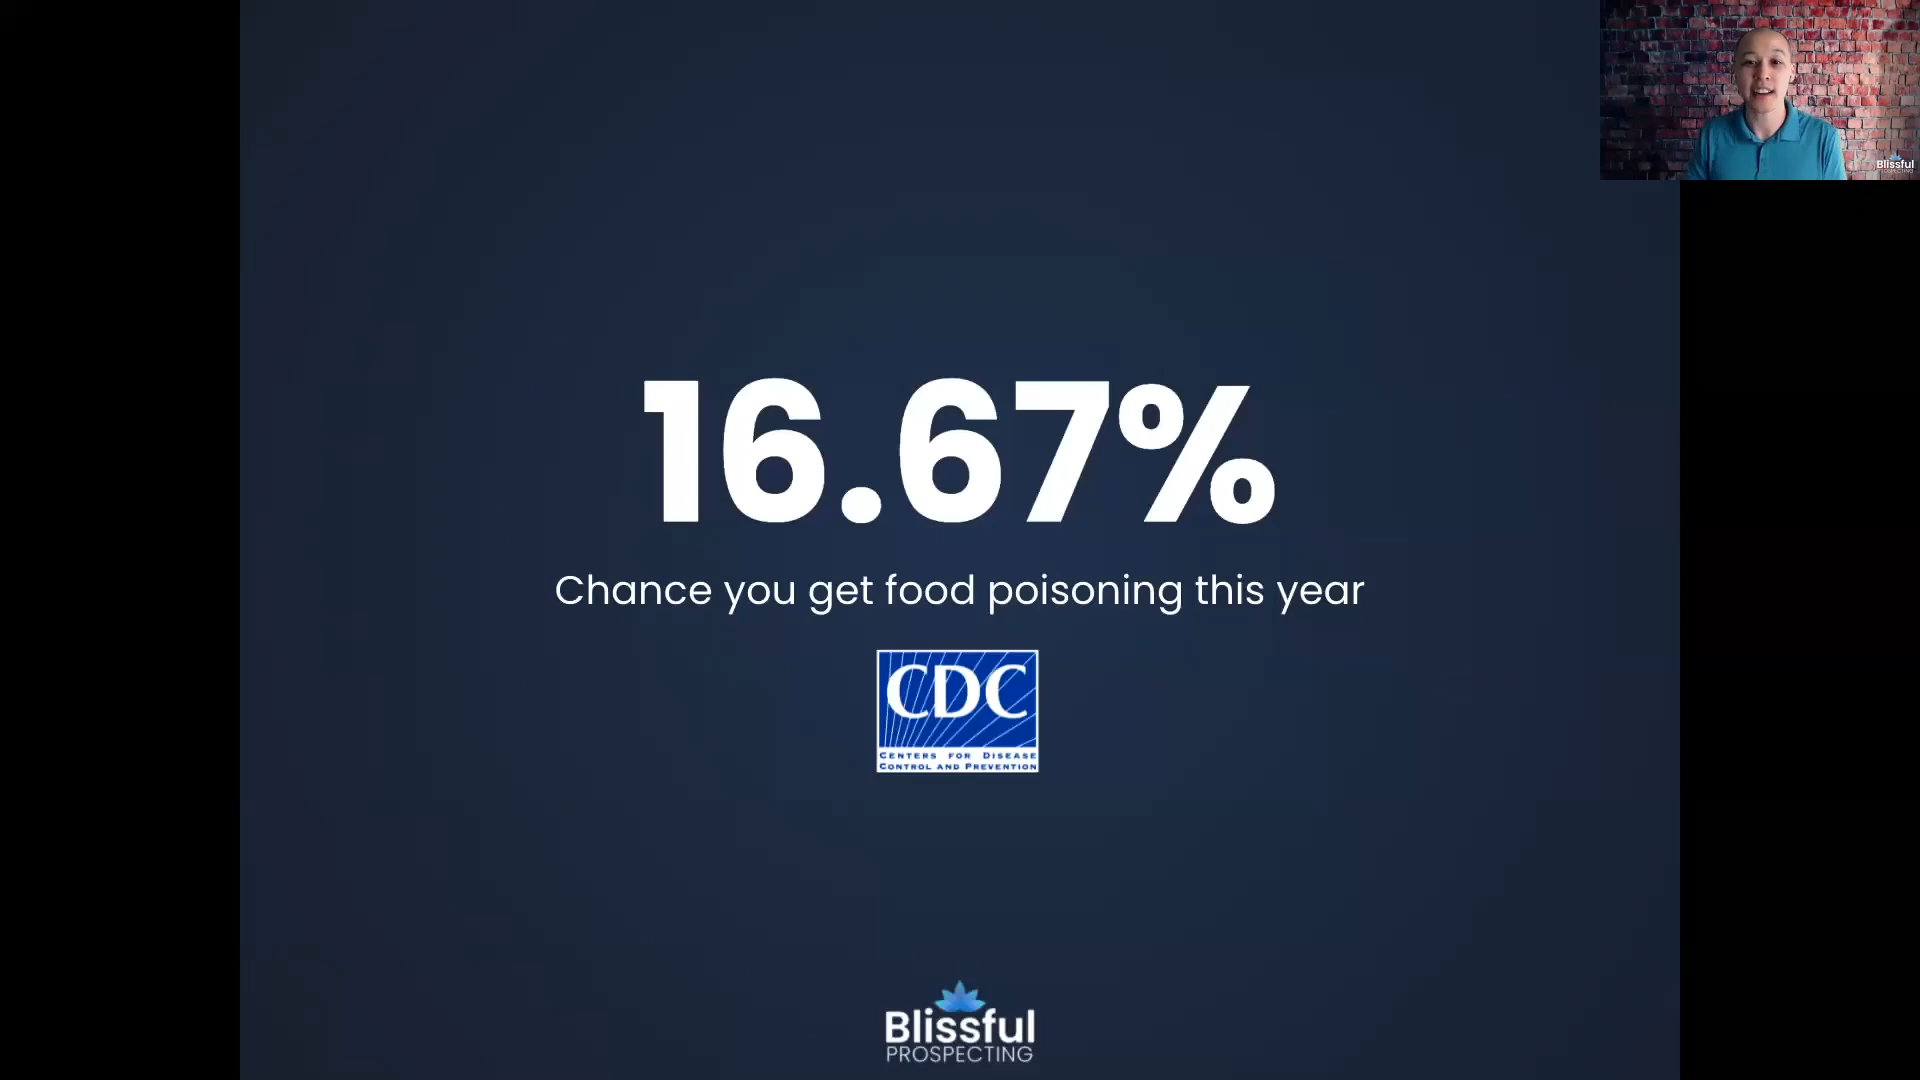 16.67%
Chance you get food poisoning this year
CDC
CENTERS FOR DISEASE
CONTROL AND PREVENTION
Blissful
PROSPECTING
Blissful
PROSPECTING